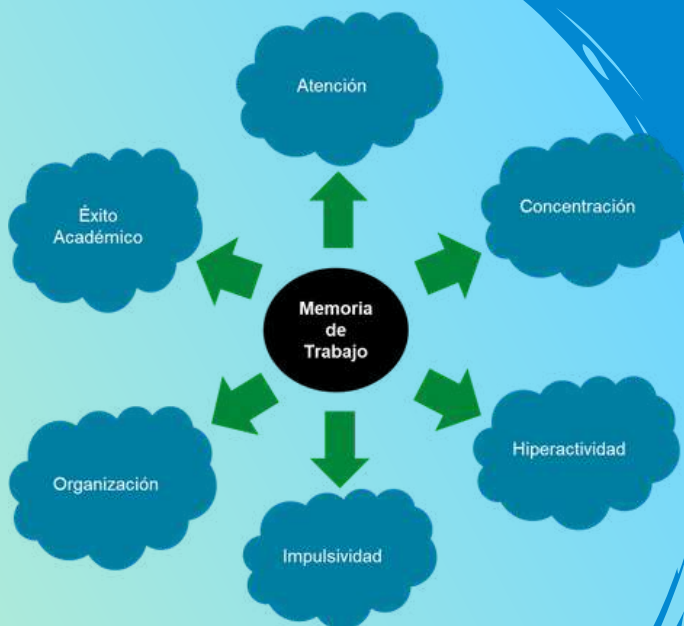 Atención
Éxito
Académico
Concentración
Memoria
de
Trabajo
Organización
Hiperactividad
Impulsividad